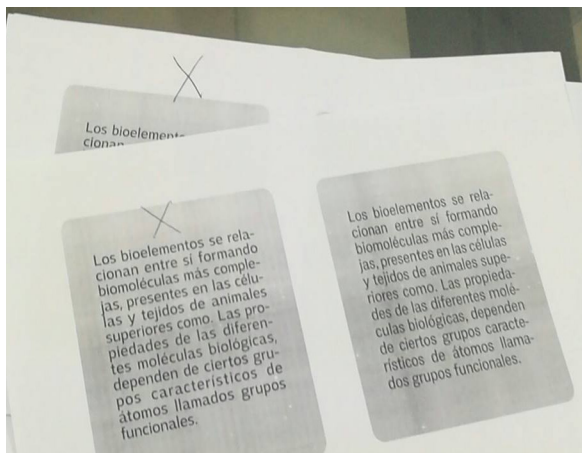 Los bioelemento
cionan
Los bioelementos se rela-
cionan entre sí formando
biomoléculas más comple-
jas, presentes en las célu-
las y tejidos de animales
superiores como. Las pro-
piedades de las diferen-
tes moléculas biológicas,
dependen de ciertos gru-
pos característicos de
átomos llamados grupos
funcionales.
Los bioelementos se rela-
cionan entre sí formando
biomoléculas más comple-
jas, presentes en las células
y tejidos de animales supe-
riores como. Las propieda-
des de las diferentes molé-
culas biológicas, dependen
de ciertos grupos caracte-
rísticos de átomos llama-
dos grupos funcionales.